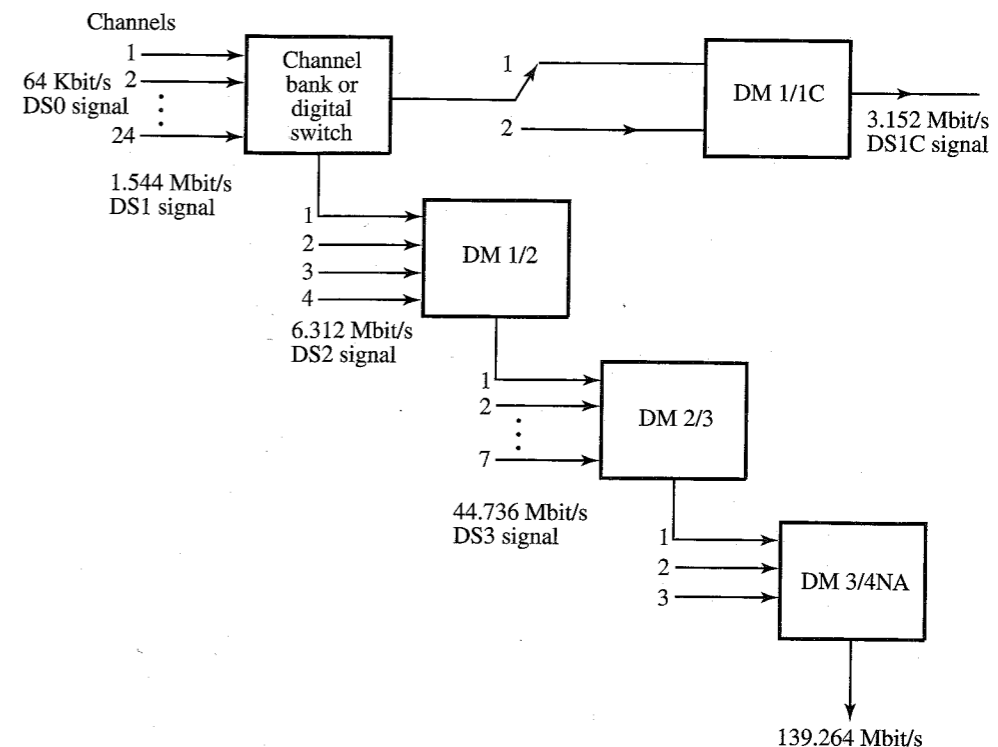 Channels
1
64 Kbit/s 2
DS0 signal
24
Channel
bank or
digital
switch
1
2
DM 1/1C
3.152 Mbit/s
DS1C signal
1.544 Mbit/s
DS1 signal
1
2
3
4
DM 1/2
6.312 Mbit/s
DS2 signal
1
2
7
DM 2/3
44.736 Mbit/s
DS3 signal
1
2
3
DM 3/4NA
139.264 Mbit/s